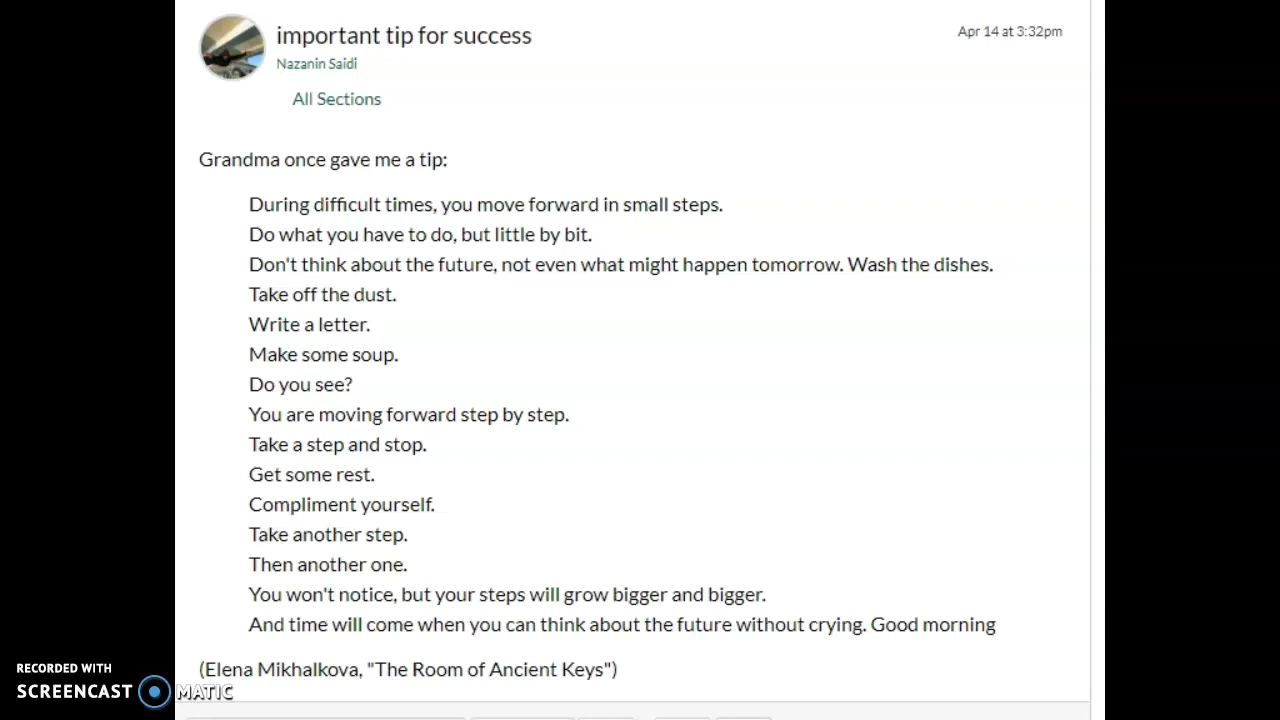 important tip for success
Apr 14 at 3:32pm
Nazanin Saidi
All Sections
Grandma once gave me a tip:
During difficult times, you move forward in small steps.
Do what you have to do, but little by bit.
Don't think about the future, not even what might happen tomorrow. Wash the dishes.
Take off the dust.
Write a letter.
Make some soup.
Do you see?
You are moving forward step by step.
Take a step and stop.
Get some rest.
Compliment yourself.
Take another step.
Then another one.
You won't notice, but your steps will grow bigger and bigger.
And time will come when you can think about the future without crying. Good morning
(Elena Mikhalkova, "The Room of Ancient Keys")
RECORDED WITH
SCREENCAST MATIC